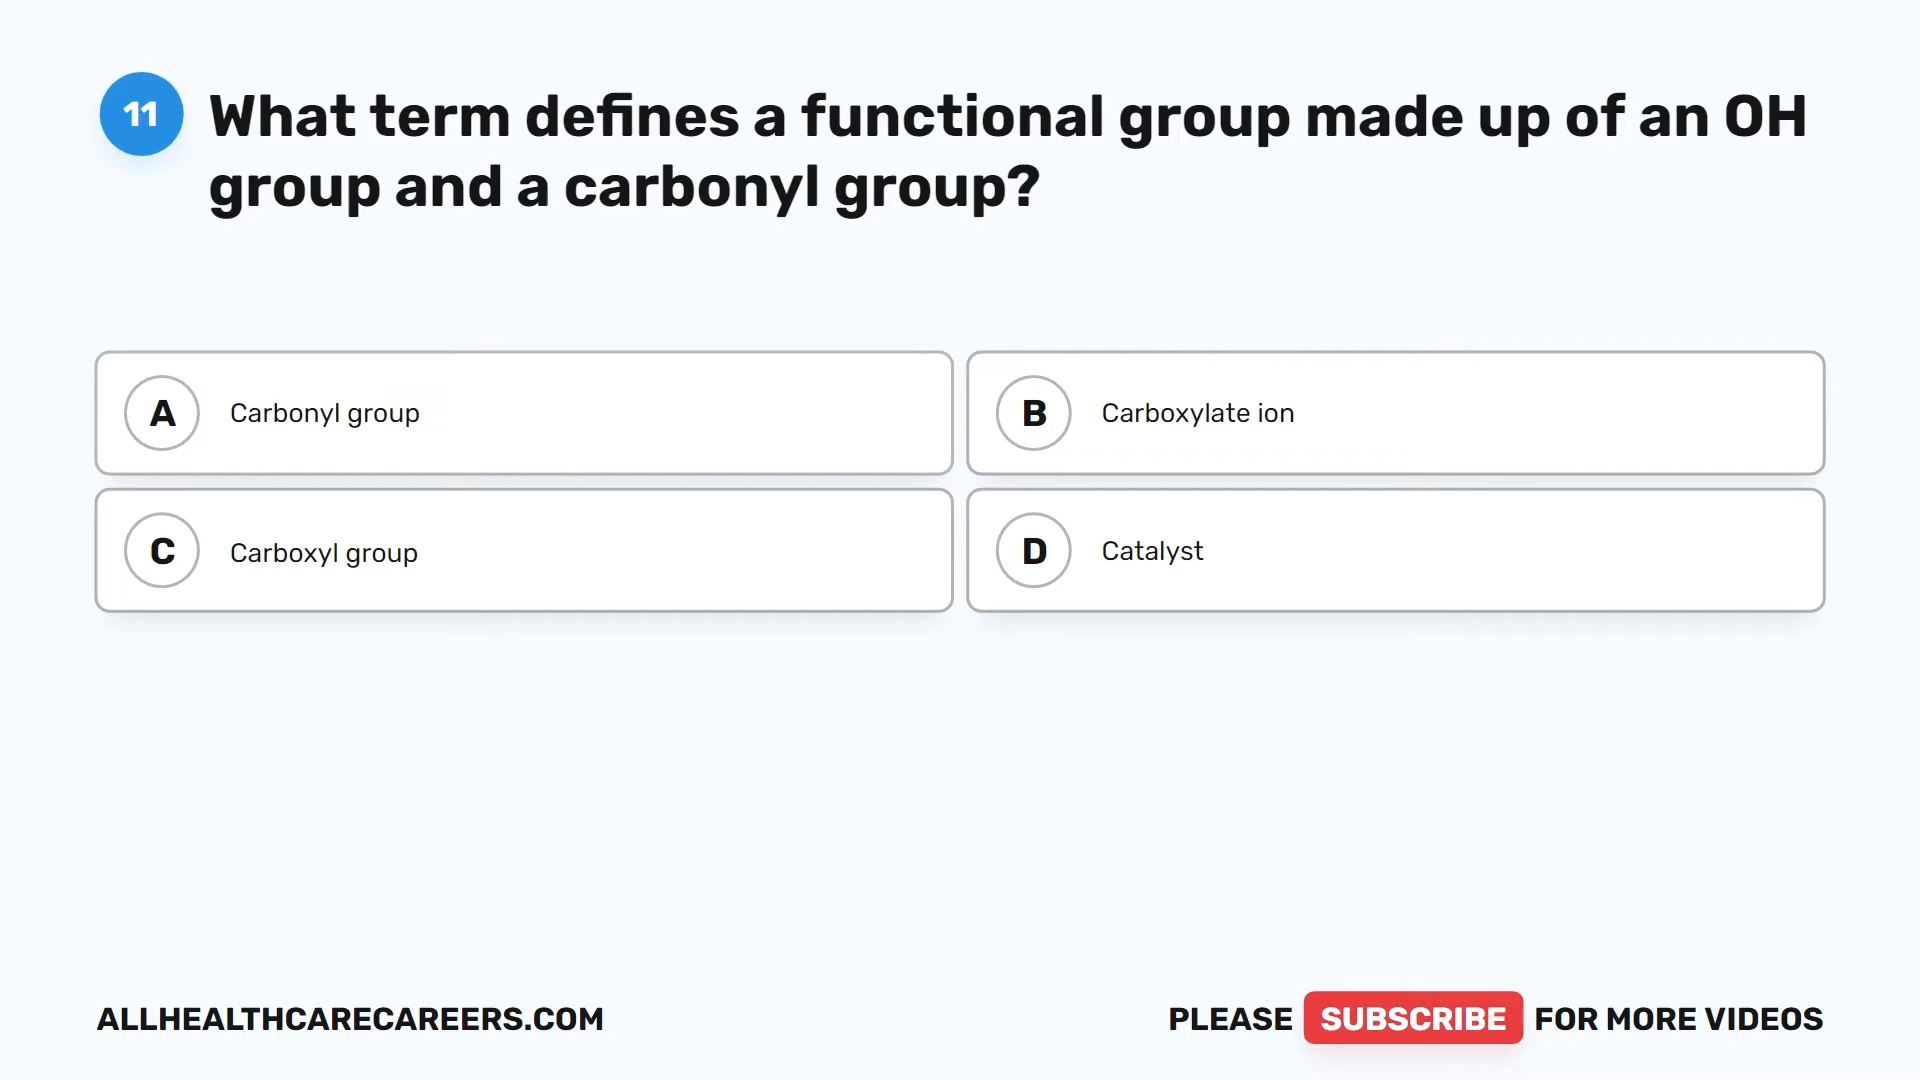 11
What term defines a functional group made up of an OH
group and a carbonyl group?
A Carbonyl group
B Carboxylate ion
C Carboxyl group
D Catalyst
ALLHEALTHCARECAREERS.COM
PLEASE SUBSCRIBE FOR MORE VIDEOS